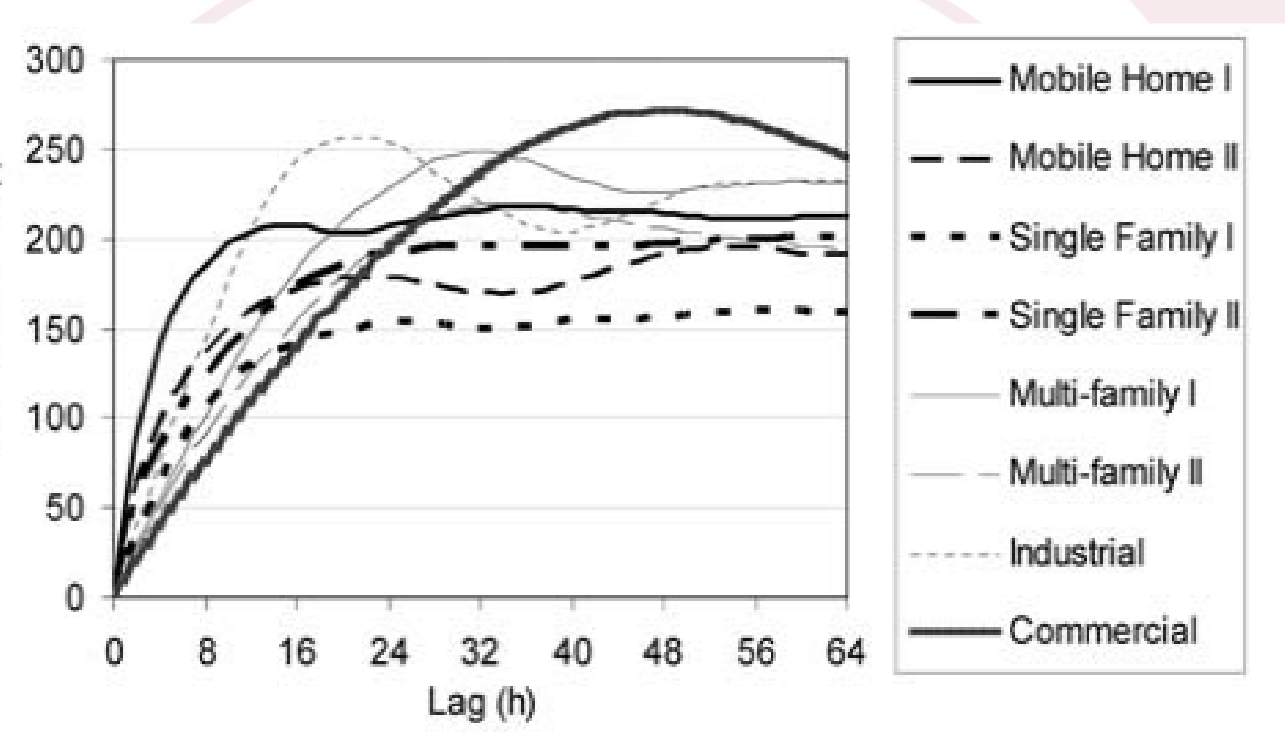 300
250
200
150
100
50
0
0 8 16 24 32 40 48 56 64
Lag (h)
Mobile Home I
Mobile Home II
Single Family I
Single Family II
Multi-family I
Multi-family II
Industrial
Commercial